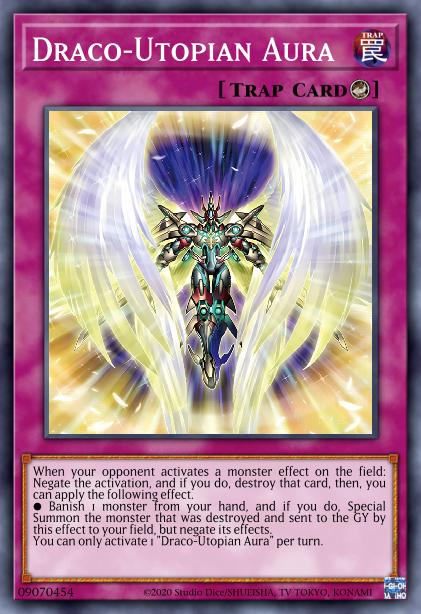 DRACO-UTOPIAN AURA
TRAP
罠
[TRAP CARD]
When your opponent activates a monster effect on the field:
Negate the activation, and if you do, destroy that card, then, you
can apply the following effect.
● Banish 1 monster from your hand, and if you do, Special
Summon the monster that was destroyed and sent to the GY by
this effect to your field, but negate its effects.
You can only activate 1 "Draco-Utopian Aura" per turn.
09070454
©2020 Studio Dice/SHUEISHA, TV TOKYO, KONAMI